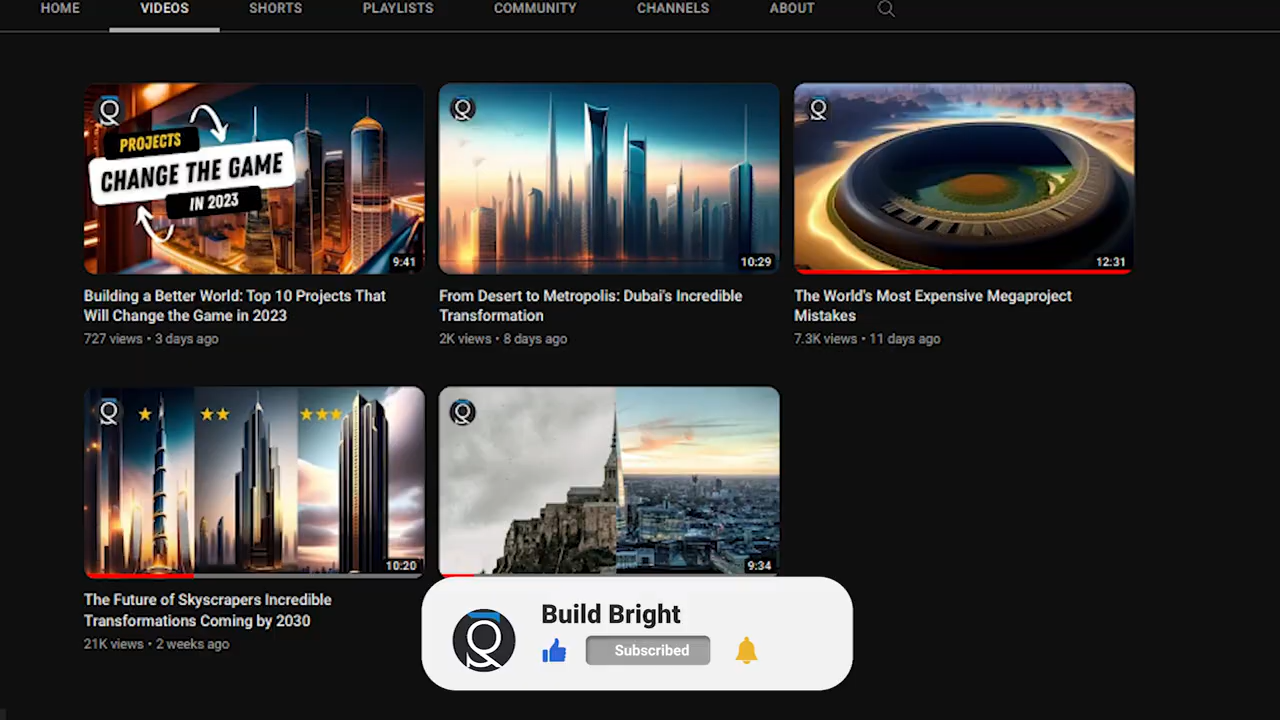 HOME VIDEOS SHORTS PLAYLISTS COMMUNITY CHANNELS ABOUT
PROJECTS
CHANGE THE GAME
IN 2023
9:41
10:29
12:31
Building a Better World: Top 10 Projects That
Will Change the Game in 2023
727 views • 3 days ago
From Desert to Metropolis: Dubai's Incredible
Transformation
2K views • 8 days ago
The World's Most Expensive Megaproject
Mistakes
7.3K views • 11 days ago
10:20
9:34
The Future of Skyscrapers Incredible
Transformations Coming by 2030
21K views • 2 weeks ago
Build Bright
Subscribed